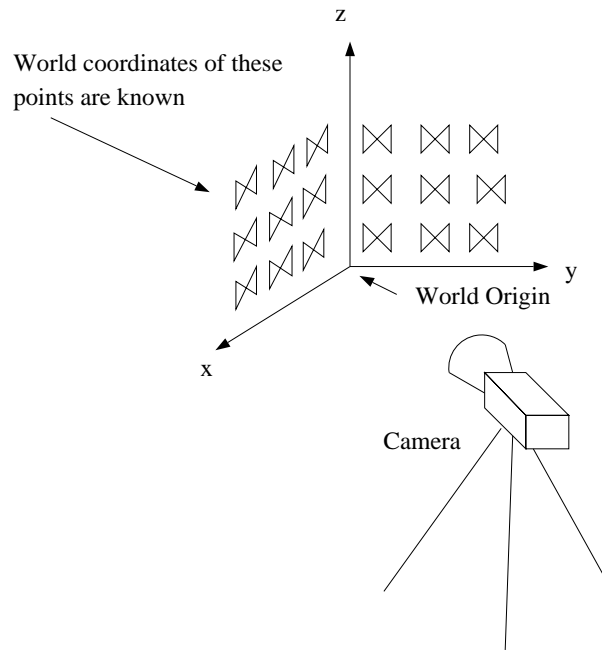 z
World coordinates of these
points are known
y
World Origin
x
Camera